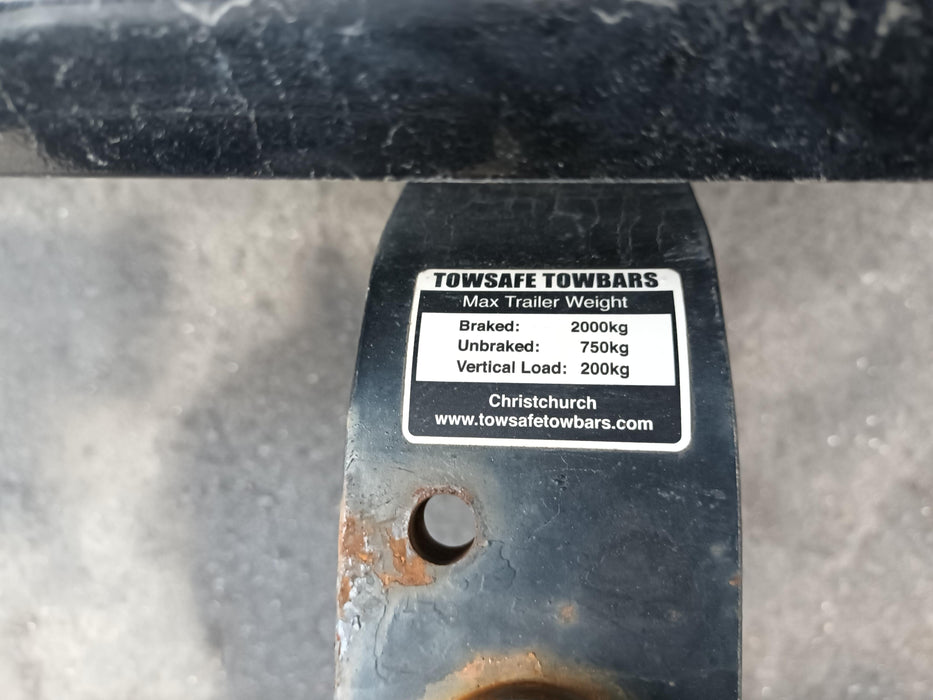 TOWSAFE TOWBARS
Max Trailer Weight
Braked: 2000kg
Unbraked: 750kg
Vertical Load: 200kg
Christchurch
www.towsafetowbars.com